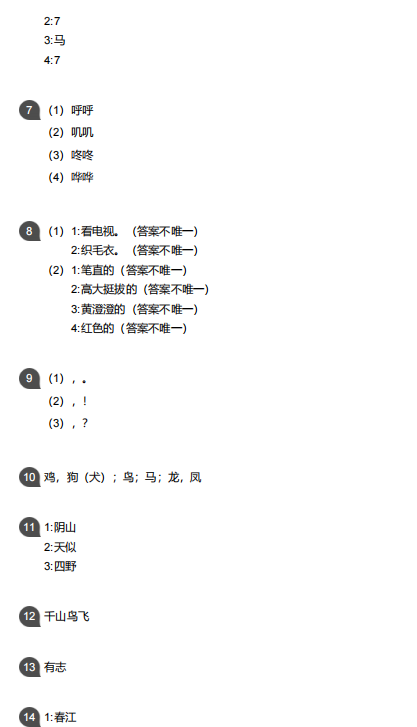 2:7
3:马
4:7
7 （1）呼呼
（2）叽叽
（3）咚咚
（4）哗哗
8 （1）1:看电视。（答案不唯一）
2:织毛衣。（答案不唯一）
（2）1:笔直的（答案不唯一）
2:高大挺拔的（答案不唯一）
3:黄澄澄的（答案不唯一）
4:红色的（答案不唯一）
9 （1），。
（2），！
（3），？
10 鸡，狗（犬）；鸟；马；龙，凤
11 1:阴山
2:天似
3:四野
12 千山鸟飞
13 有志
14 1:春江